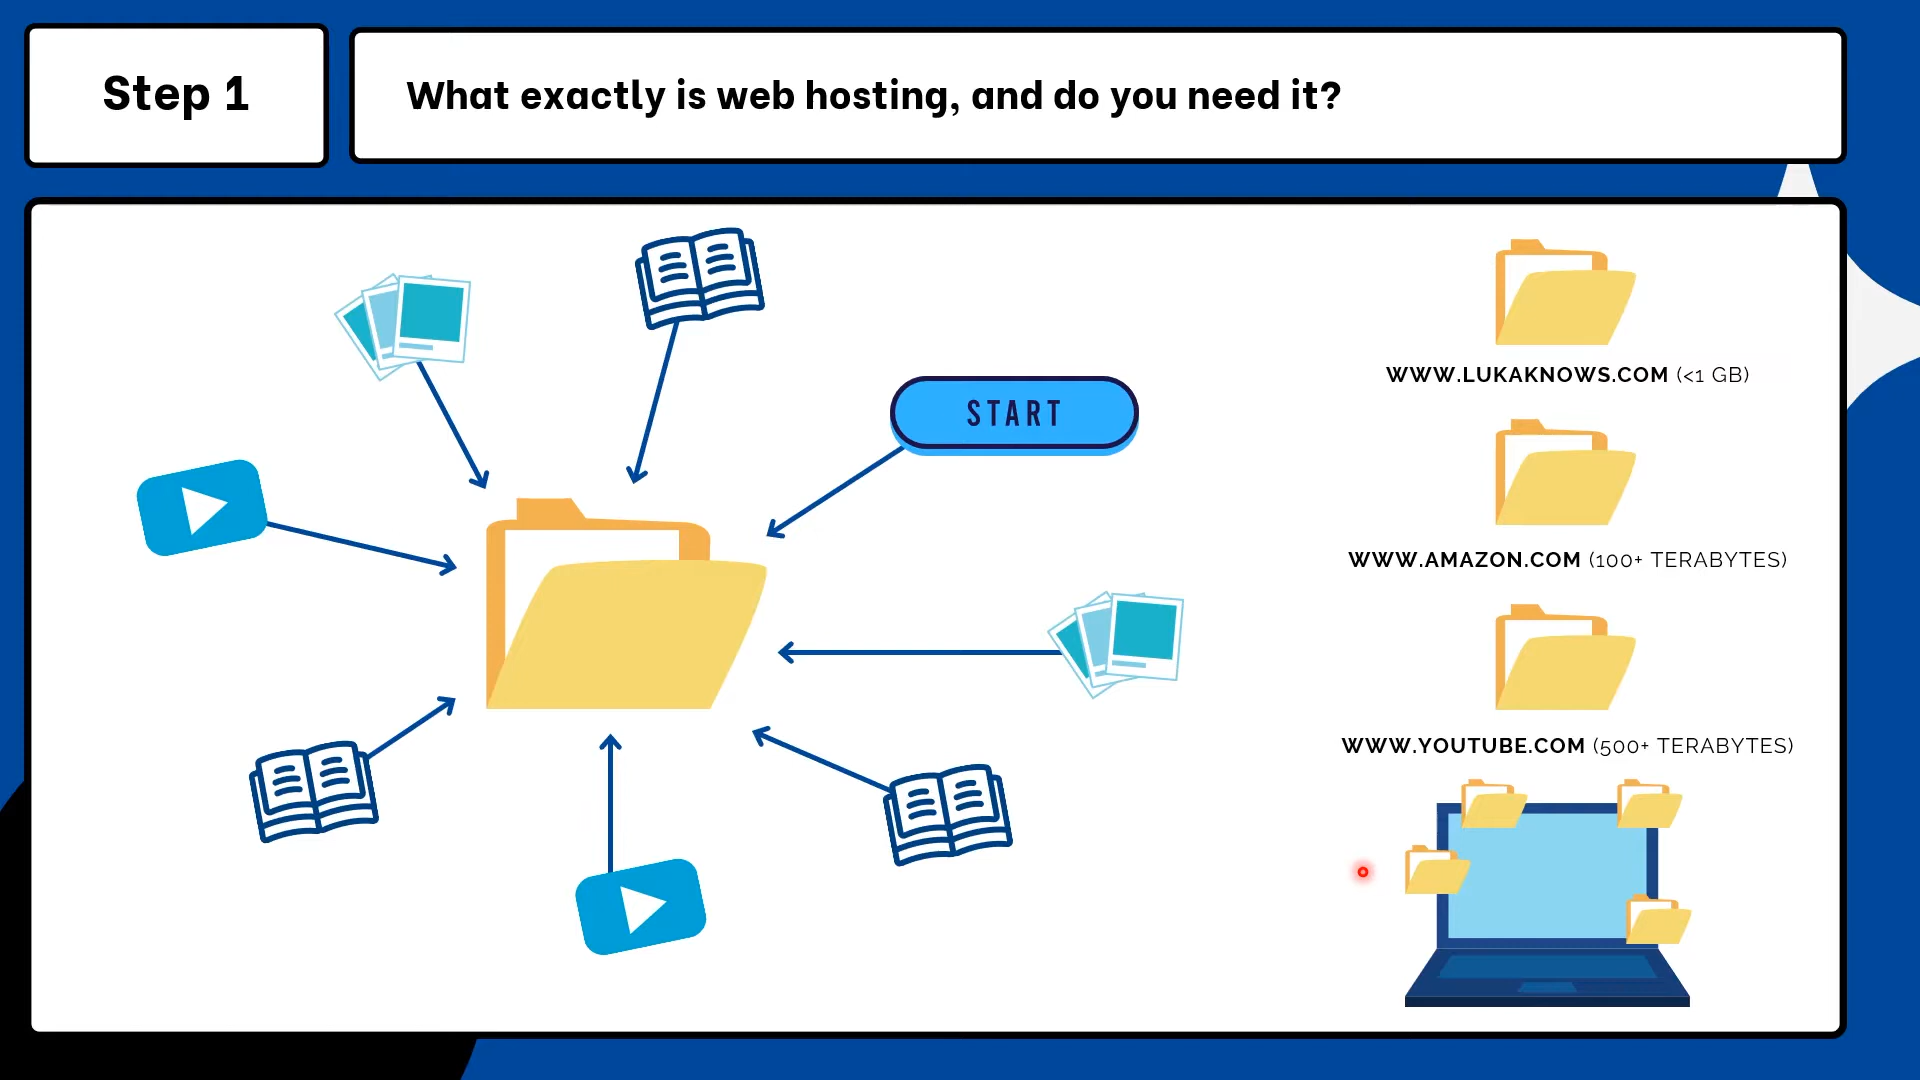 Step 1
What exactly is web hosting, and do you need it?
START
WWW.LUKAKNOWS.COM (<1 GB)
WWW.AMAZON.COM (100+ TERABYTES)
WWW.YOUTUBE.COM (500+ TERABYTES)